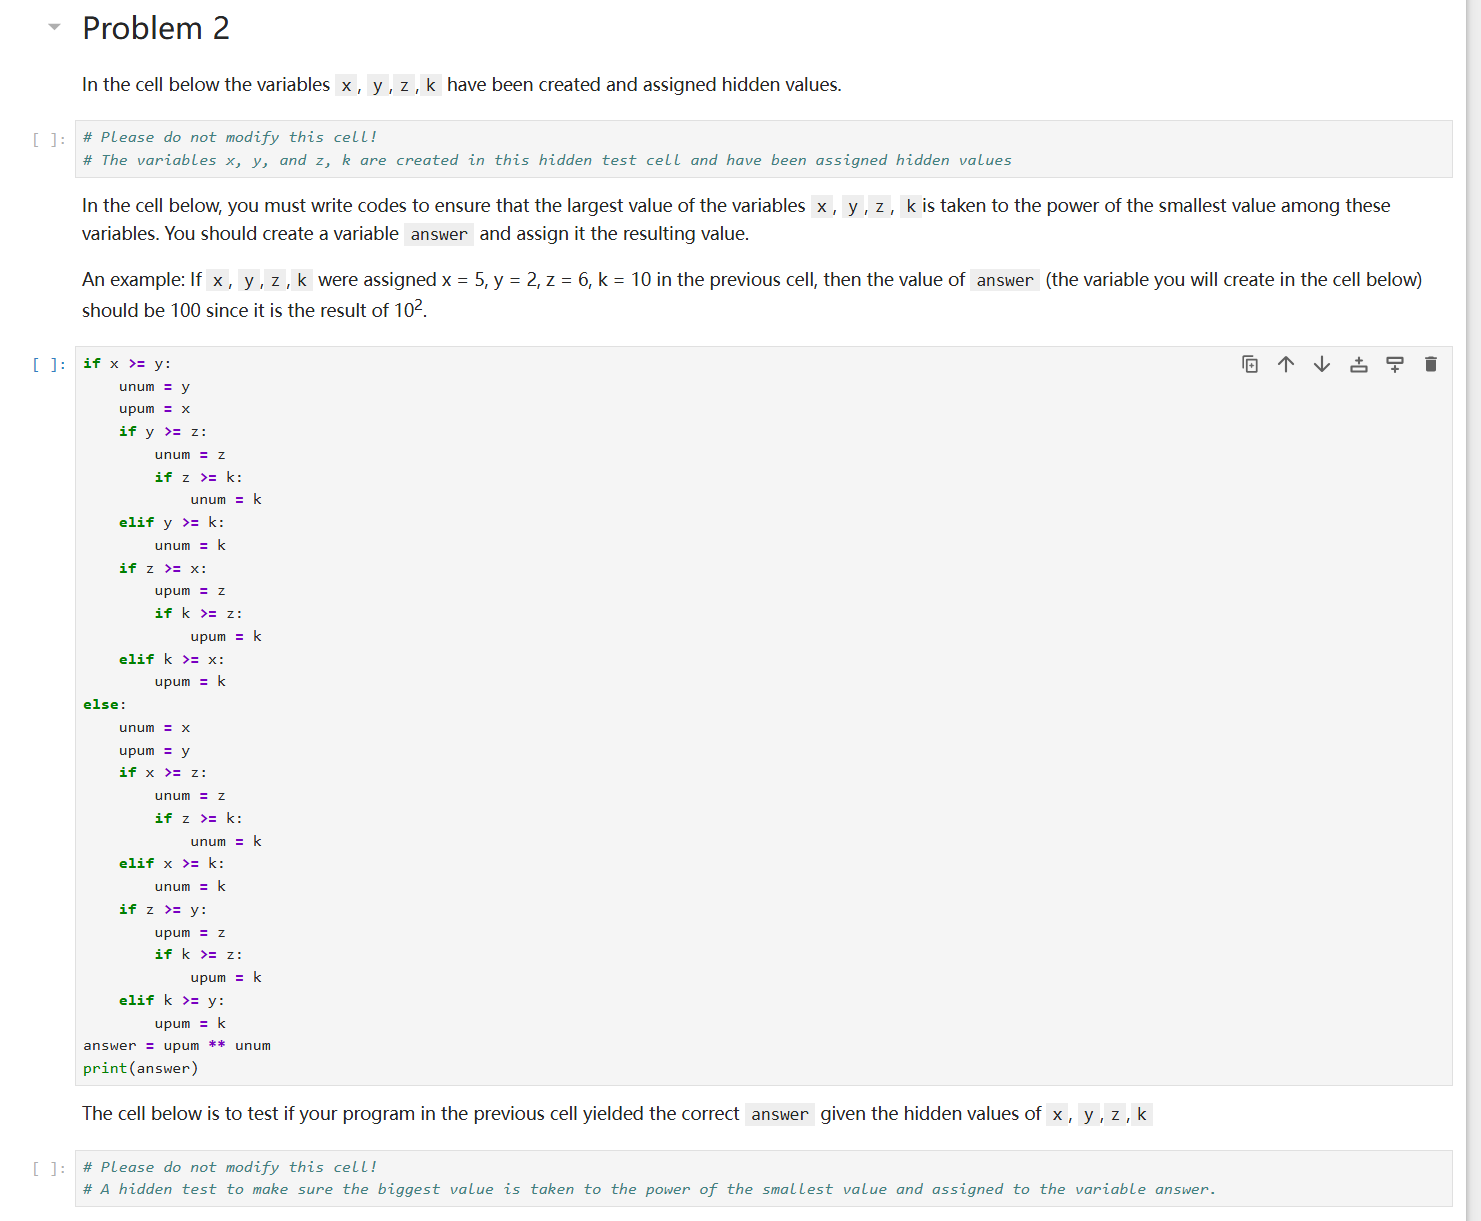 Problem 2
In the cell below the variables x, y,z,k have been created and assigned hidden values.
[ ]: # Please do not modify this cell!
# The variables x, y, and z, k are created in this hidden test cell and have been assigned hidden values
In the cell below, you must write codes to ensure that the largest value of the variables x, y,z, k is taken to the power of the smallest value among these
variables. You should create a variable answer and assign it the resulting value.
An example: If x, y,z,k were assigned x = 5, y = 2, z = 6, k = 10 in the previous cell, then the value of answer (the variable you will create in the cell below)
should be 100 since it is the result of 10².
[ ]: if x >= y:
    unum = y
    upum = x
    if y >= z:
        unum = z
        if z >= k:
            unum = k
    elif y >= k:
        unum = k
    if z >= x:
        upum = z
        if k >= z:
            upum = k
    elif k >= x:
        upum = k
else:
    unum = x
    upum = y
    if x >= z:
        unum = z
        if z >= k:
            unum = k
    elif x >= k:
        unum = k
    if z >= y:
        upum = z
        if k >= z:
            upum = k
    elif k >= y:
        upum = k
answer = upum ** unum
print(answer)
The cell below is to test if your program in the previous cell yielded the correct answer given the hidden values of x, y,z,k
[ ]: # Please do not modify this cell!
# A hidden test to make sure the biggest value is taken to the power of the smallest value and assigned to the variable answer.